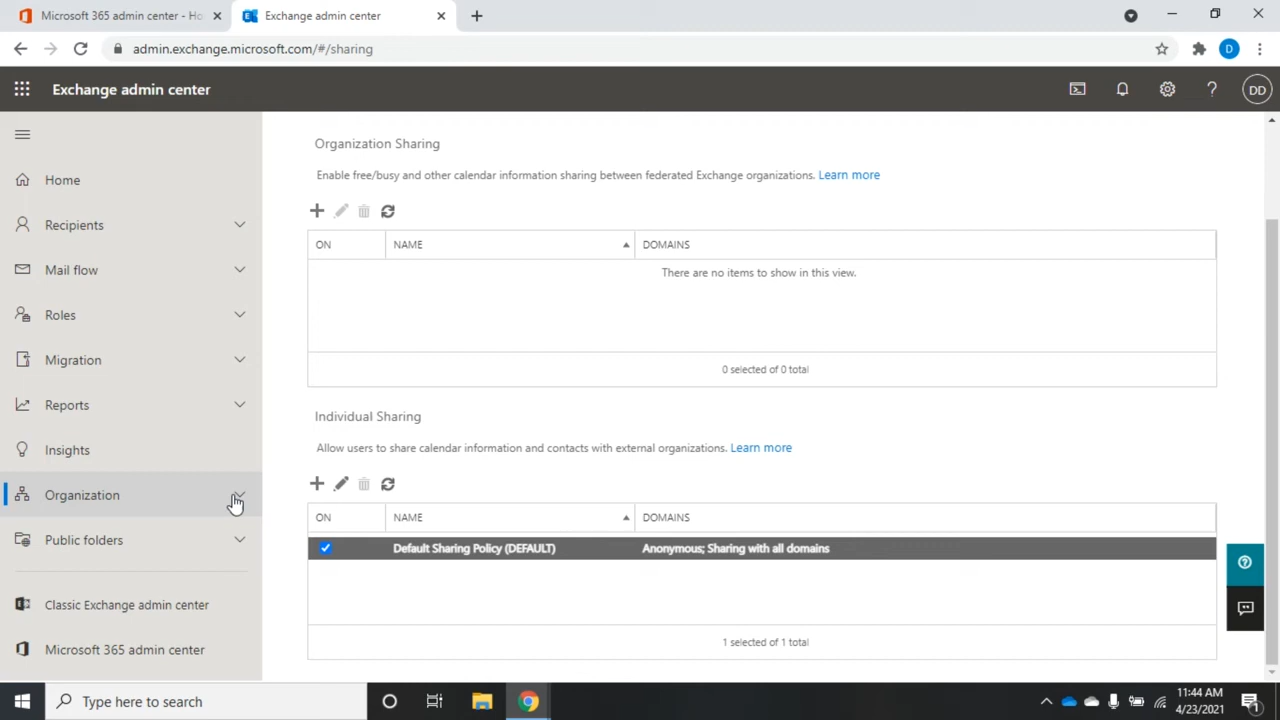 Microsoft 365 admin center - Ho
Exchange admin center
admin.exchange.microsoft.com/#/sharing
D
Exchange admin center
?
DD
Home
Recipients
Mail flow
Roles
Migration
Reports
Insights
Organization
Public folders
Classic Exchange admin center
Microsoft 365 admin center
Organization Sharing
Enable free/busy and other calendar information sharing between federated Exchange organizations. Learn more
ON NAME DOMAINS
There are no items to show in this view.
0 selected of 0 total
Individual Sharing
Allow users to share calendar information and contacts with external organizations. Learn more
ON NAME DOMAINS
Default Sharing Policy (DEFAULT) Anonymous; Sharing with all domains
1 selected of 1 total
Type here to search
11:44 AM
4/23/2021
1